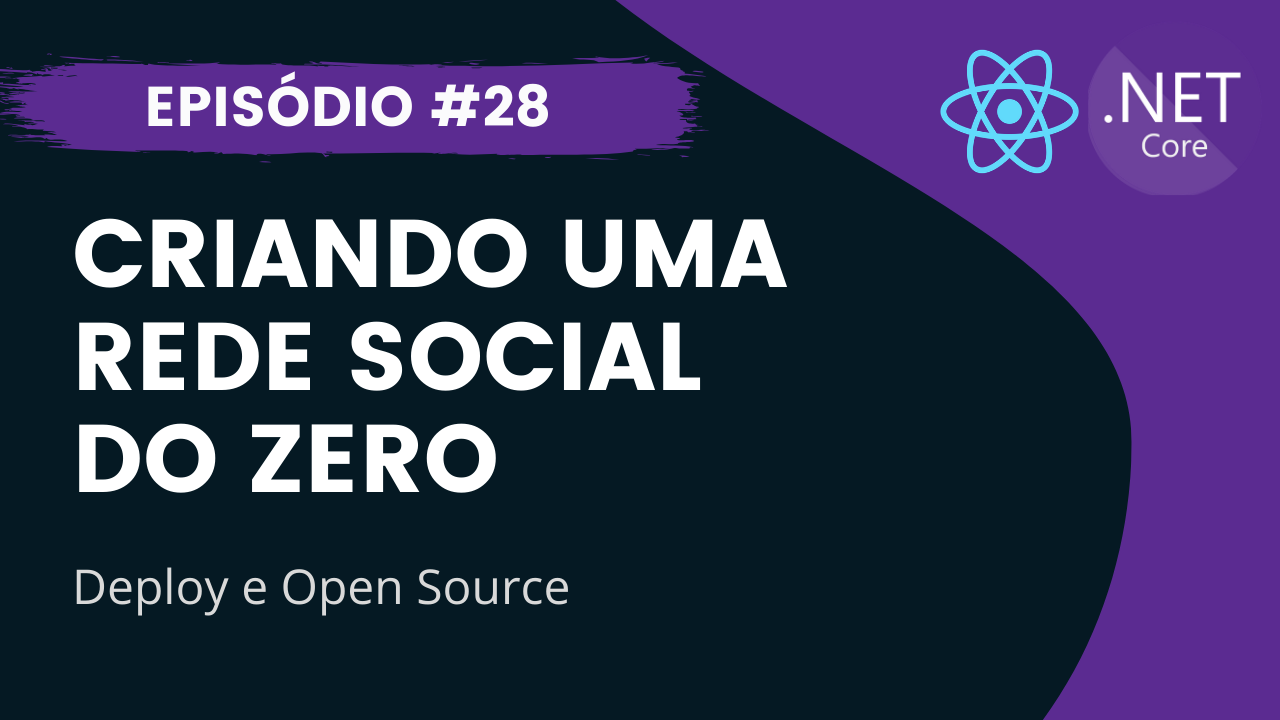 EPISÓDIO #28
.NET
Core
CRIANDO UMA
REDE SOCIAL
DO ZERO
Deploy e Open Source